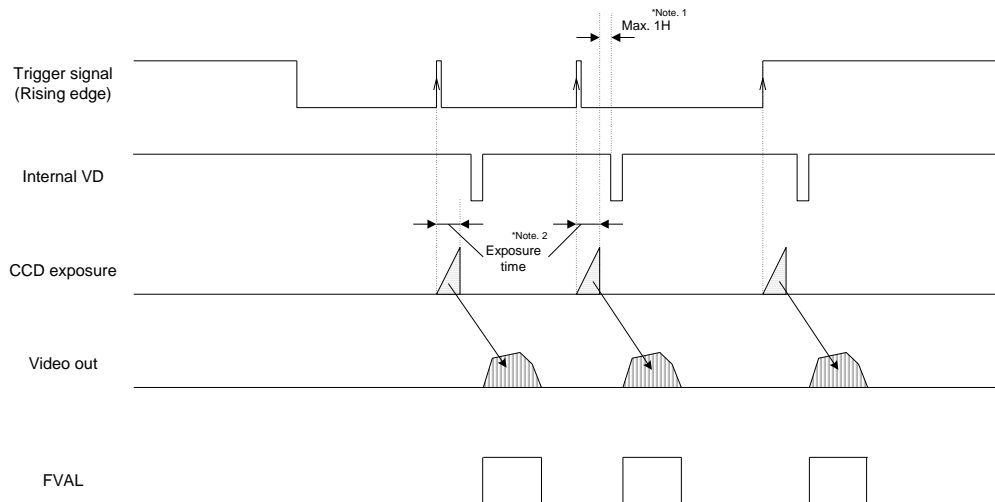 *Note. 1
Max. 1H
Trigger signal
(Rising edge)
Internal VD
*Note. 2
Exposure
time
CCD exposure
Video out
FVAL